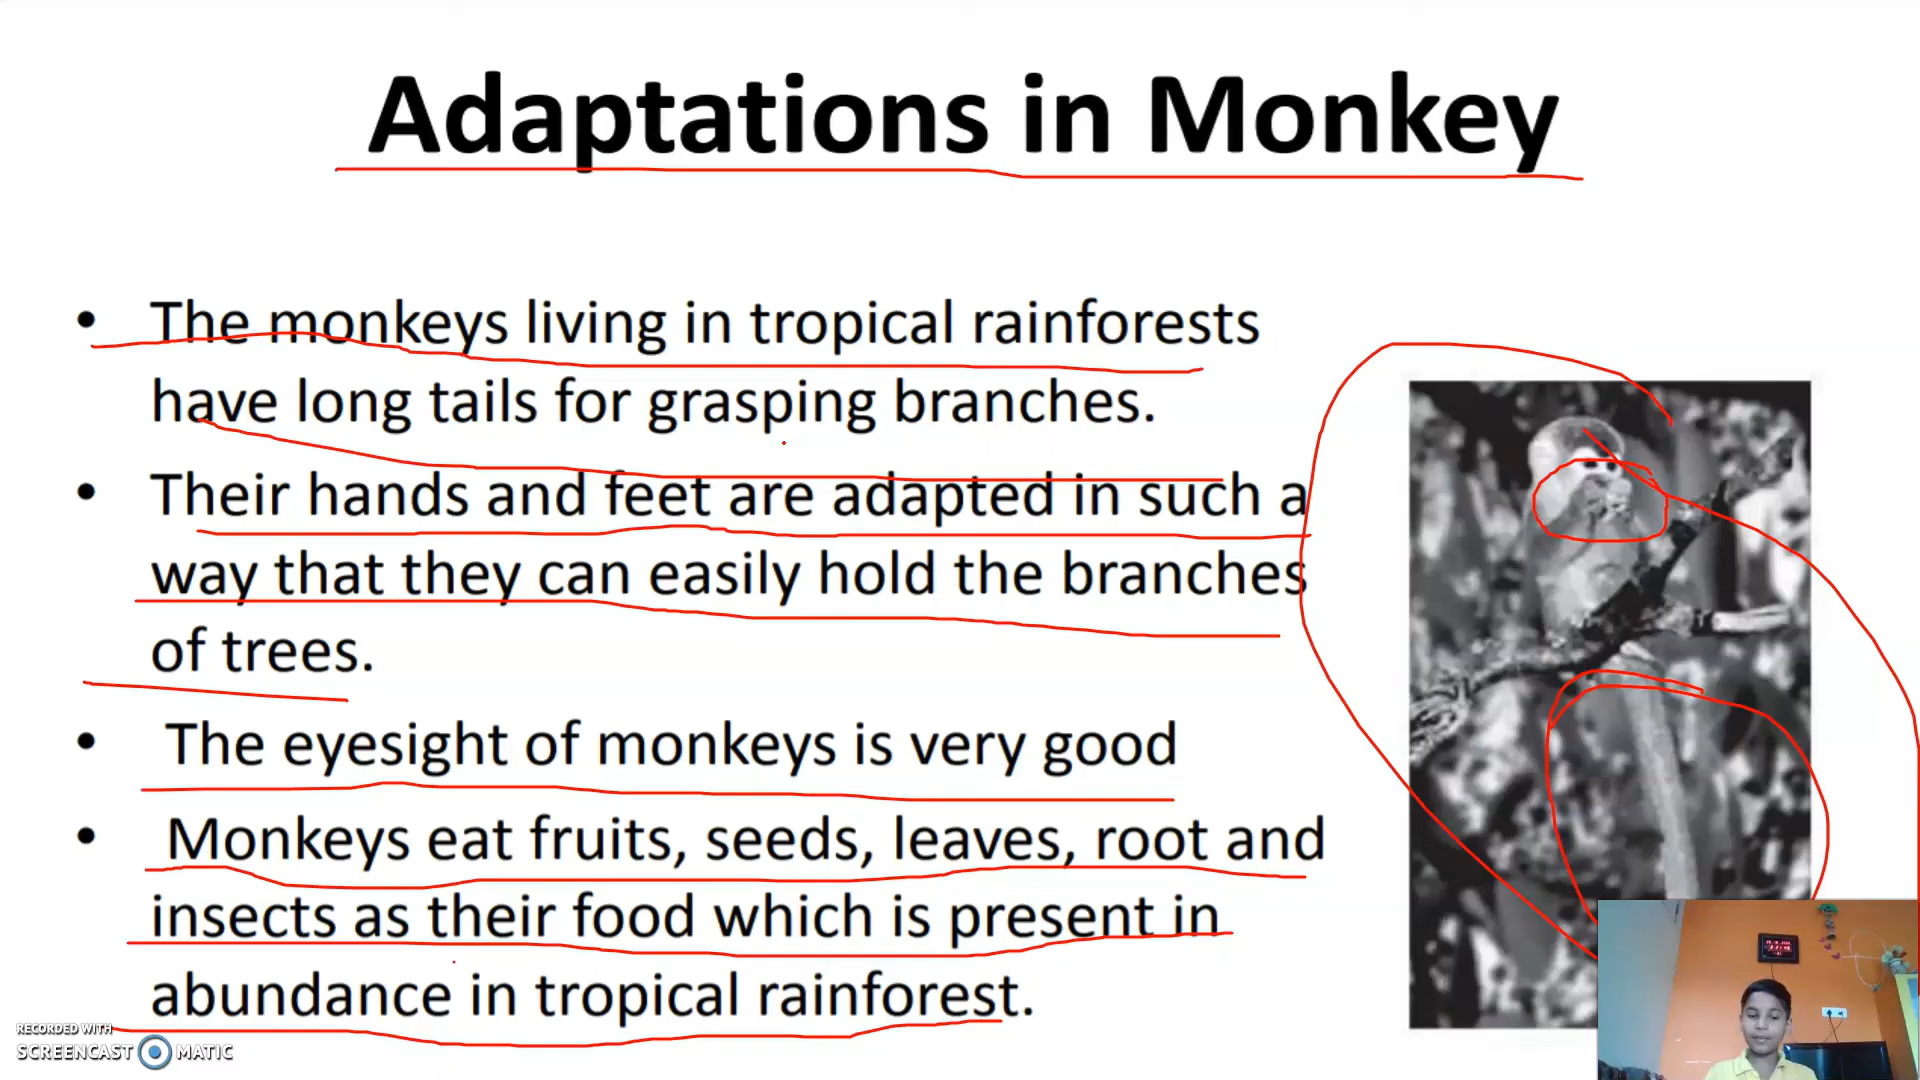 Adaptations in Monkey
• The monkeys living in tropical rainforests
have long tails for grasping branches.
• Their hands and feet are adapted in such a
way that they can easily hold the branches
of trees.
• The eyesight of monkeys is very good
• Monkeys eat fruits, seeds, leaves, root and
insects as their food which is present in
abundance in tropical rainforest.
RECORDED WITH
SCREENCAST MATIC